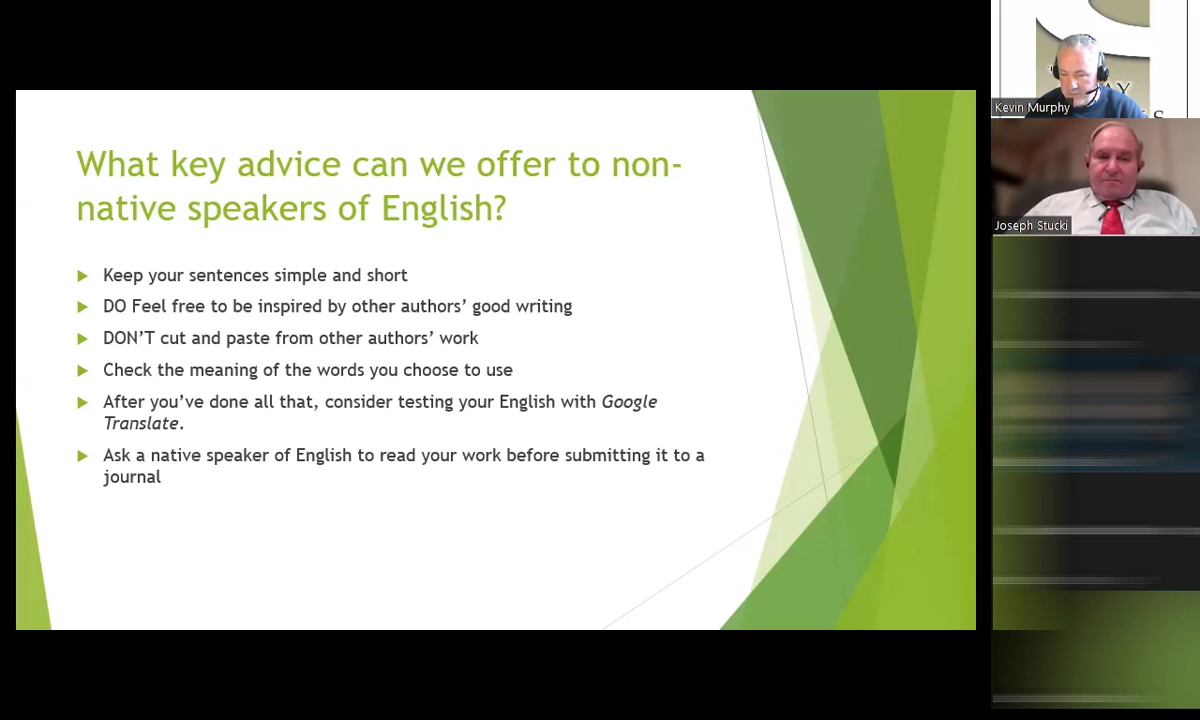 What key advice can we offer to non-
native speakers of English?
Keep your sentences simple and short
DO Feel free to be inspired by other authors’ good writing
DON’T cut and paste from other authors’ work
Check the meaning of the words you choose to use
After you’ve done all that, consider testing your English with Google
Translate.
Ask a native speaker of English to read your work before submitting it to a
journal
Kevin Murphy
Joseph Stucki